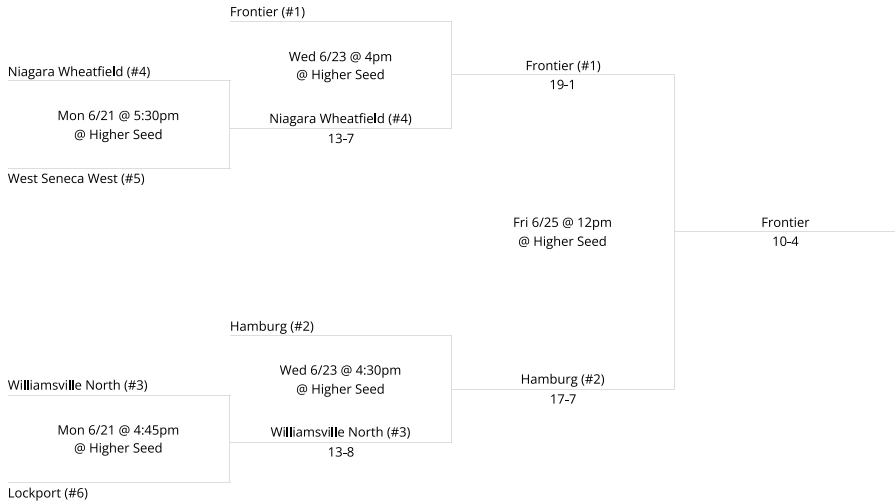 Frontier (#1)
Wed 6/23 @ 4pm
@ Higher Seed
Niagara Wheatfield (#4)
Mon 6/21 @ 5:30pm
@ Higher Seed
West Seneca West (#5)
Niagara Wheatfield (#4)
13-7
Frontier (#1)
19-1
Fri 6/25 @ 12pm
@ Higher Seed
Frontier
10-4
Hamburg (#2)
Wed 6/23 @ 4:30pm
@ Higher Seed
Williamsville North (#3)
Mon 6/21 @ 4:45pm
@ Higher Seed
Lockport (#6)
Williamsville North (#3)
13-8
Hamburg (#2)
17-7